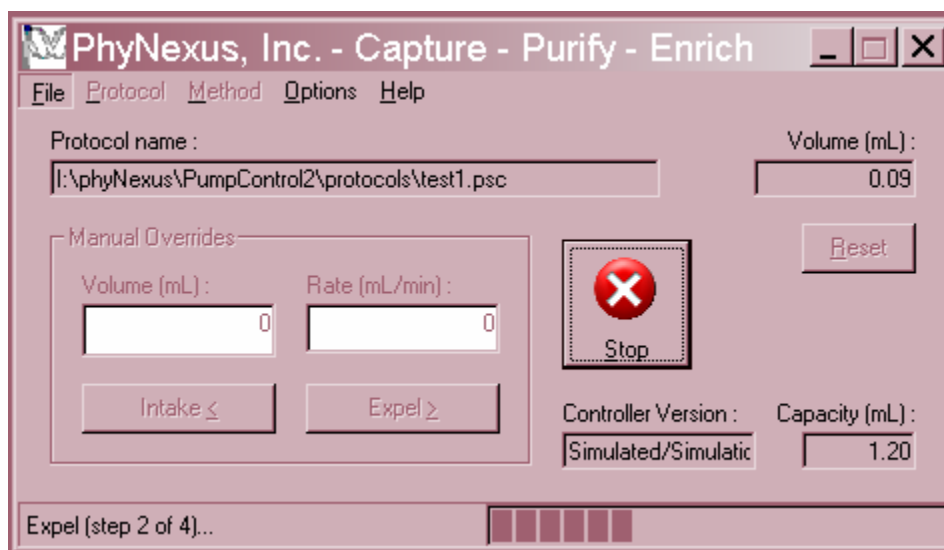 PhyNexus, Inc. - Capture - Purify - Enrich
File Protocol Method Options Help
Protocol name :
Volume (mL) :
I:\phyNexus\PumpControl2\protocols\test1.psc
0.09
Manual Overrides
Reset
Volume (mL) :
Rate (mL/min) :
0
0
Stop
Intake <
Expel >
Controller Version :
Capacity (mL) :
Simulated/Simulatic
1.20
Expel (step 2 of 4)...